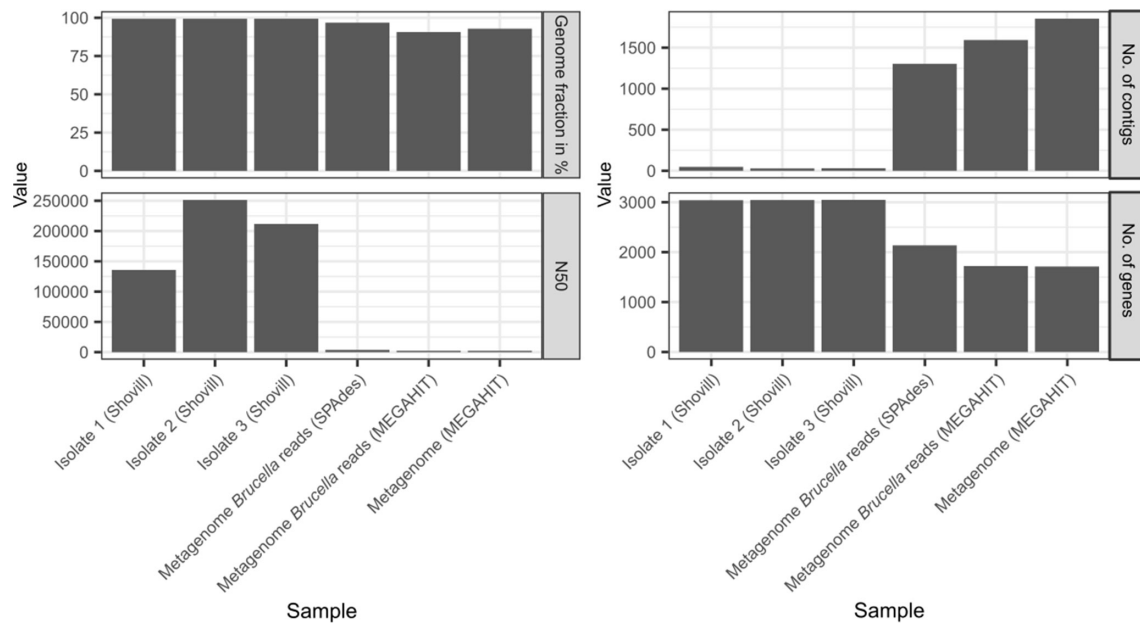 100
75
50
25
0
Genome fraction in %
250000
200000
150000
100000
50000
0
N50
Value
Isolate 1 (Shovill)
Isolate 2 (Shovill)
Isolate 3 (Shovill)
Metagenome Brucella reads (SPAdes)
Metagenome Brucella reads (MEGAHIT)
Metagenome (MEGAHIT)
Sample
1500
1000
500
0
No. of contigs
3000
2000
1000
0
No. of genes
Value
Isolate 1 (Shovill)
Isolate 2 (Shovill)
Isolate 3 (Shovill)
Metagenome Brucella reads (SPAdes)
Metagenome Brucella reads (MEGAHIT)
Metagenome (MEGAHIT)
Sample